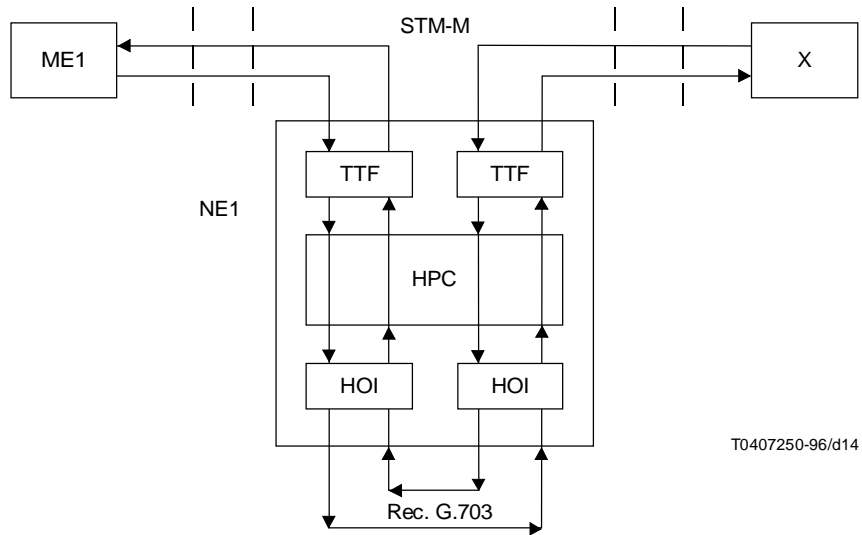 STM-M
ME1
X
TTF
TTF
NE1
HPC
HOI
HOI
T0407250-96/d14
Rec. G.703